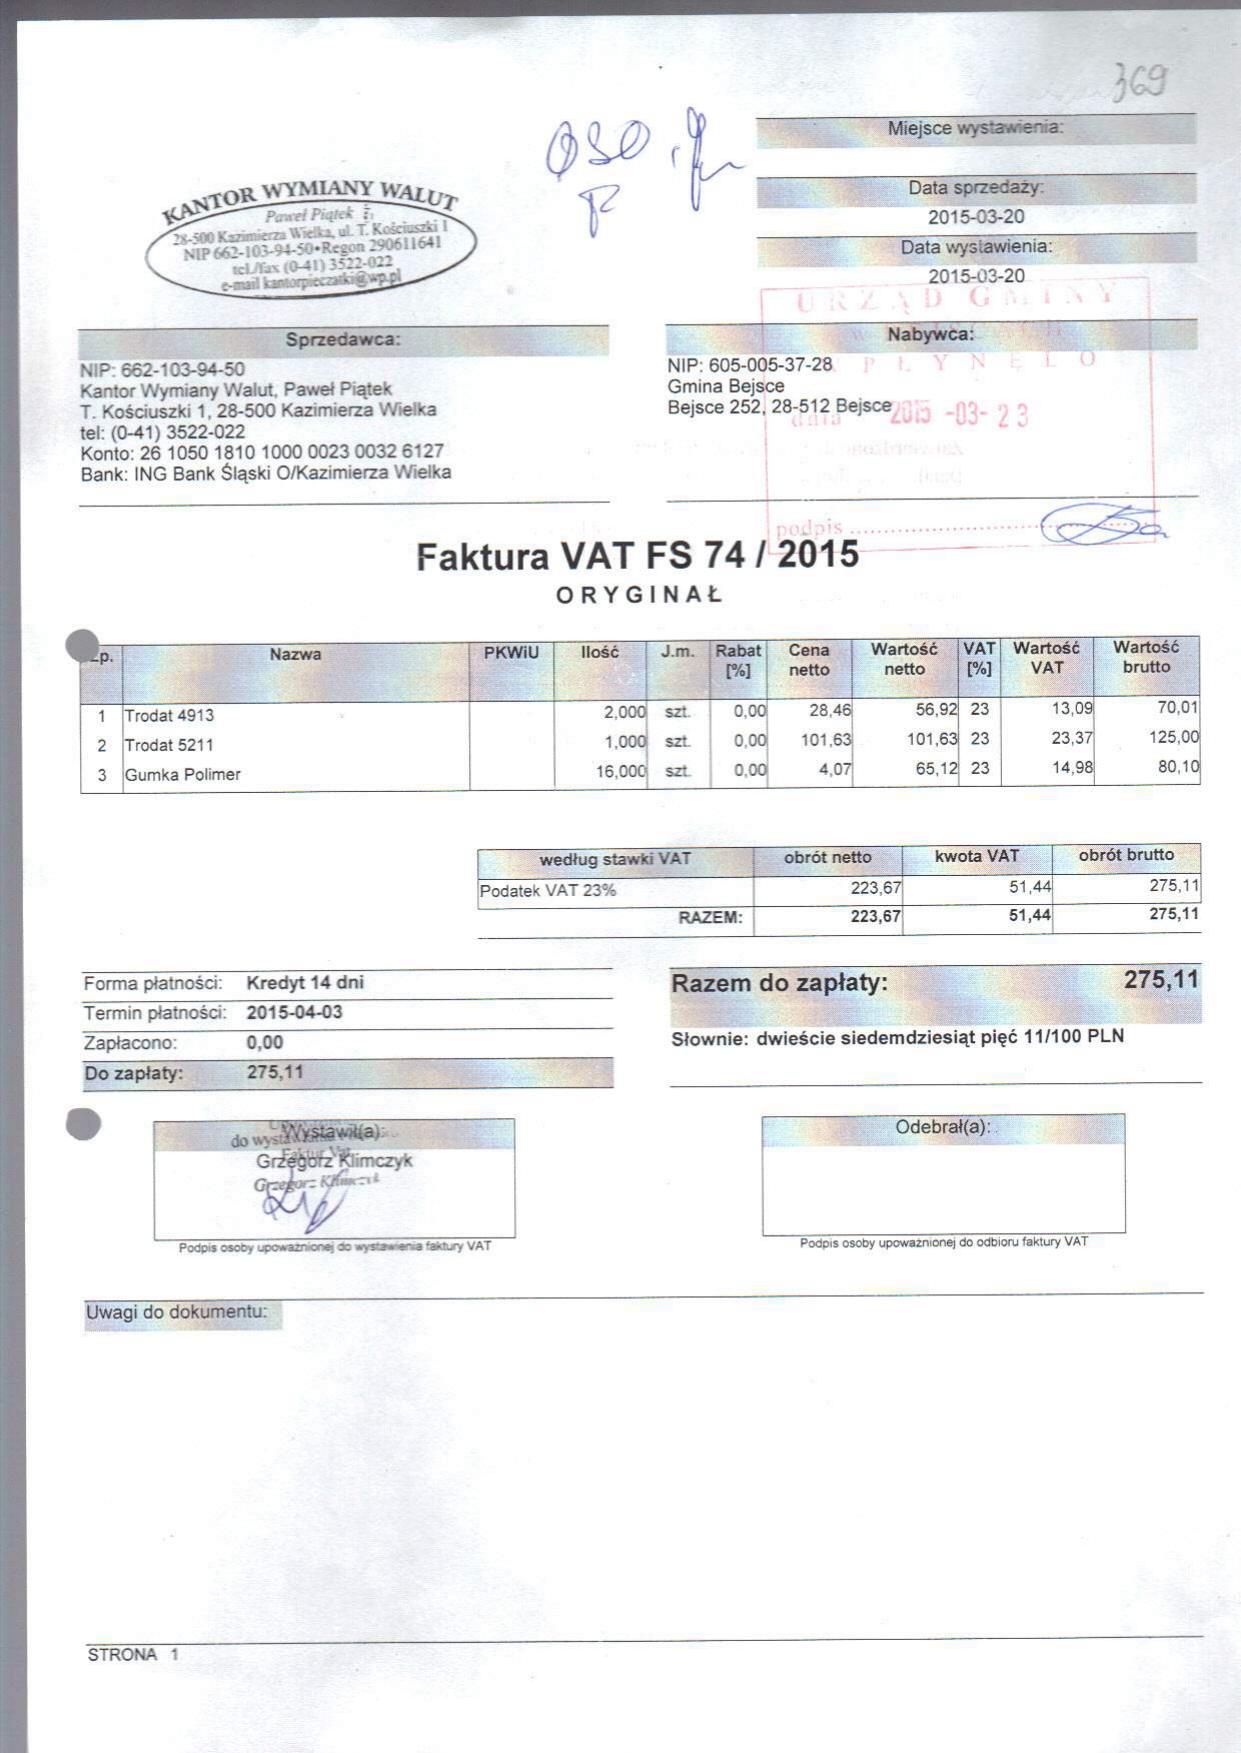 369
Miejsce wystawienia:
Data sprzedaży:
2015-03-20
Data wystawienia:
2015-03-20
KANTOR WYMIANY WALUT
Paweł Piątek
28-500 Kazimierza Wielka, ul. T. Kościuszki 1
NIP 662-103-94-50•Regon 290611641
tel./fax (0-41) 3522-022
e-mail kantorpieczatki@wp.pl
URZĄD GMINY
WPŁYNĘŁO
dnia 2015 -03- 23
podpis
Sprzedawca:
NIP: 662-103-94-50
Kantor Wymiany Walut, Paweł Piątek
T. Kościuszki 1, 28-500 Kazimierza Wielka
tel: (0-41) 3522-022
Konto: 26 1050 1810 1000 0023 0032 6127
Bank: ING Bank Śląski O/Kazimierza Wielka
Nabywca:
NIP: 605-005-37-28
Gmina Bejsce
Bejsce 252, 28-512 Bejsce
Faktura VAT FS 74 / 2015
ORYGINAŁ
Lp. Nazwa PKWiU Ilość J.m. Rabat [%] Cena netto Wartość netto VAT [%] Wartość VAT Wartość brutto
1 Trodat 4913 2,000 szt. 0,00 28,46 56,92 23 13,09 70,01
2 Trodat 5211 1,000 szt. 0,00 101,63 101,63 23 23,37 125,00
3 Gumka Polimer 16,000 szt. 0,00 4,07 65,12 23 14,98 80,10
według stawki VAT obrót netto kwota VAT obrót brutto
Podatek VAT 23% 223,67 51,44 275,11
RAZEM: 223,67 51,44 275,11
Forma płatności: Kredyt 14 dni
Termin płatności: 2015-04-03
Zapłacono: 0,00
Do zapłaty: 275,11
Razem do zapłaty: 275,11
Słownie: dwieście siedemdziesiąt pięć 11/100 PLN
Wystawił(a):
Grzegorz Klimczyk
Grzegorz Klimczyk
Podpis osoby upoważnionej do wystawienia faktury VAT
Odebrał(a):
Podpis osoby upoważnionej do odbioru faktury VAT
Uwagi do dokumentu:
STRONA 1